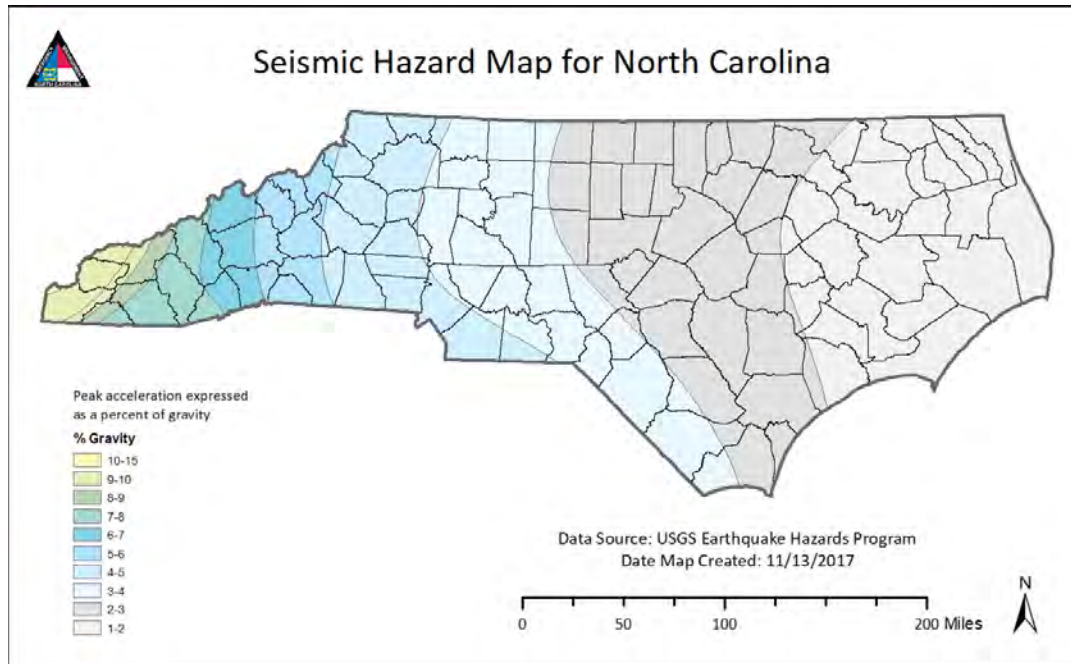 Seismic Hazard Map for North Carolina
NORTH CAROLINA
Peak acceleration expressed
as a percent of gravity
% Gravity
10-15
9-10
8-9
7-8
6-7
5-6
4-5
3-4
2-3
1-2
Data Source: USGS Earthquake Hazards Program
Date Map Created: 11/13/2017
0 50 100 200 Miles
N